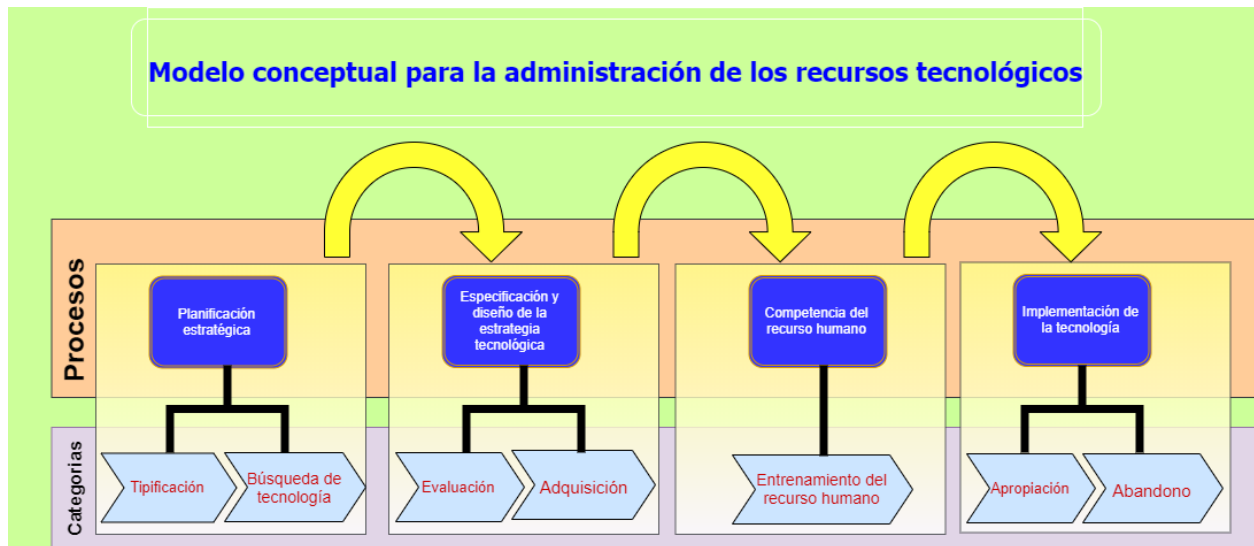 Modelo conceptual para la administración de los recursos tecnológicos
Procesos
Planificación
estratégica
Especificación y
diseño de la
estrategia
tecnológica
Competencia del
recurso humano
Implementación de
la tecnología
Categorias
Tipificación
Búsqueda de
tecnología
Evaluación
Adquisición
Entrenamiento del
recurso humano
Apropiación
Abandono